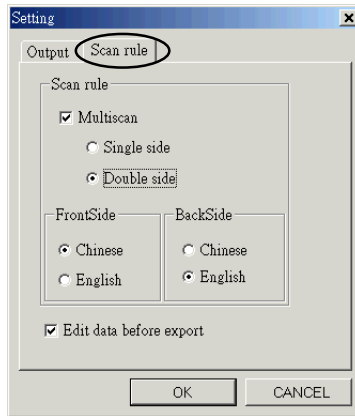 Setting
Output Scan rule
Scan rule
Multiscan
Single side
Double side
FrontSide BackSide
Chinese Chinese
English English
Edit data before export
OK CANCEL